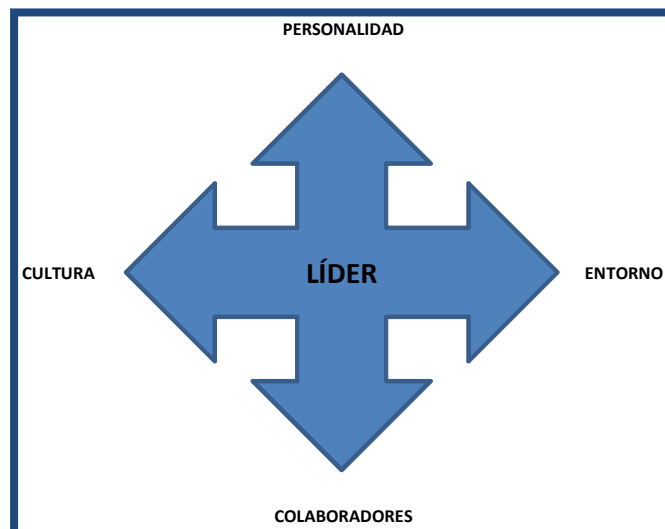 PERSONALIDAD
CULTURA
LÍDER
ENTORNO
COLABORADORES